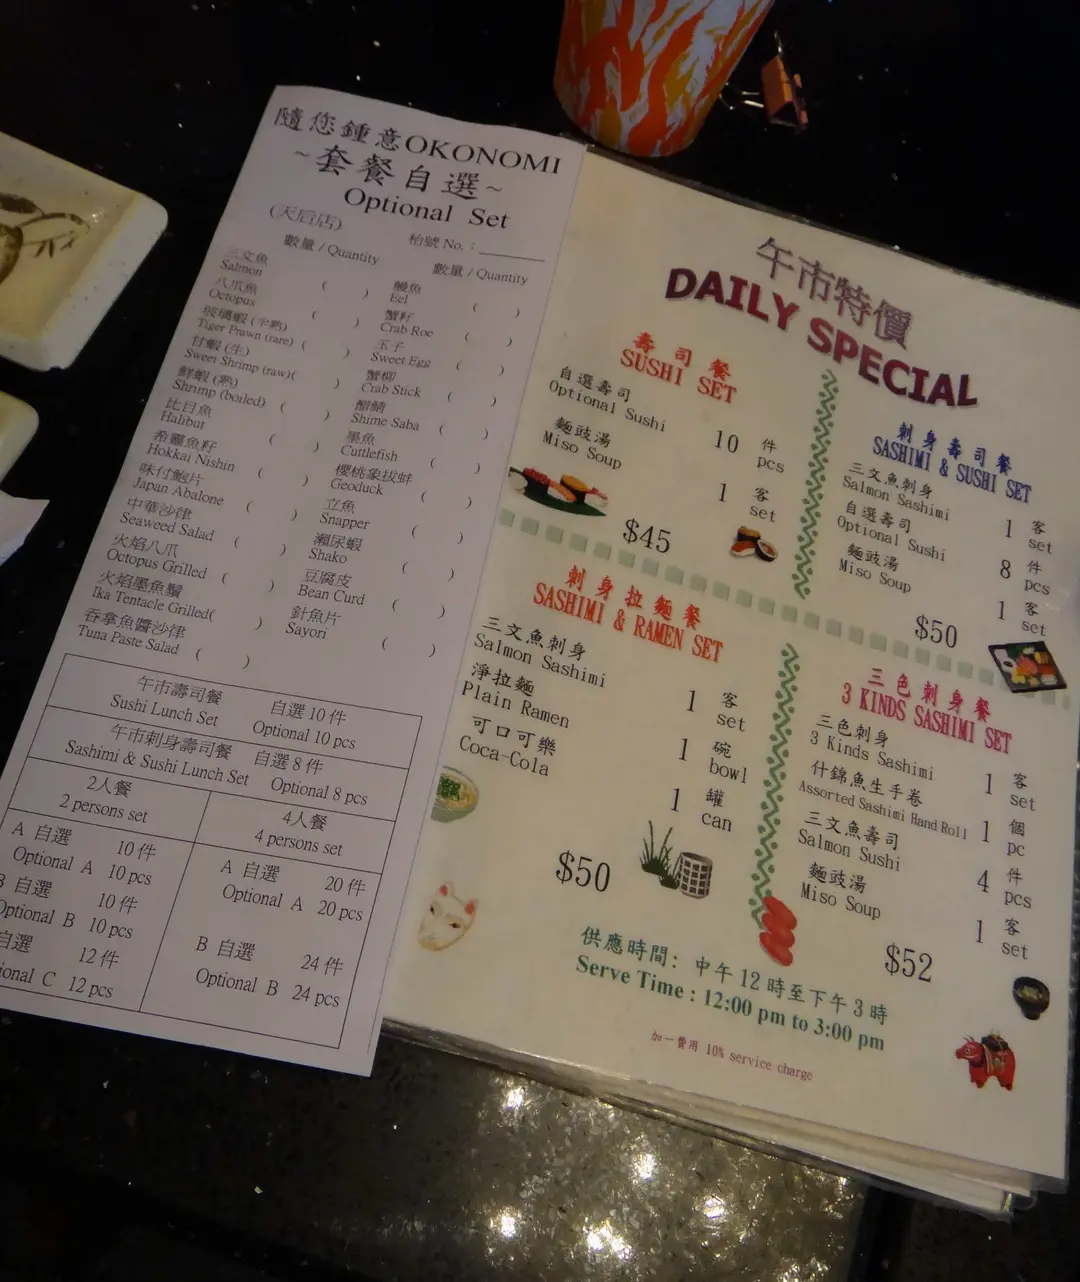 隨您鍾意OKONOMI
~套餐自選~
Optional Set
(天后店)
枱號 No. : ______
數量 / Quantity
三文魚 ( )
Salmon
八爪魚 ( )
Octopus
玻璃蝦 (半熟) ( )
Tiger Prawn (rare)
甘蝦 (生)
Sweet Shrimp (raw)( )
鮮蝦 (熟) ( )
Shrimp (boiled)
比目魚 ( )
Halibut
希靈魚籽 ( )
Hokkai Nishin
味付鮑片 ( )
Japan Abalone
中華沙律 ( )
Seaweed Salad
火焰八爪 ( )
Octopus Grilled
火焰墨魚鬚
Ika Tentacle Grilled( )
吞拿魚醬沙律 ( )
Tuna Paste Salad
數量 / Quantity
鰻魚 ( )
Eel
蟹籽 ( )
Crab Roe
玉子 ( )
Sweet Egg
蟹柳 ( )
Crab Stick
醋鯖 ( )
Shime Saba
墨魚 ( )
Cuttlefish
櫻桃象拔蚌 ( )
Geoduck
立魚 ( )
Snapper
瀨尿蝦 ( )
Shako
豆腐皮 ( )
Bean Curd
針魚片 ( )
Sayori
午市壽司餐 自選 10 件
Sushi Lunch Set Optional 10 pcs
午市刺身壽司餐 自選 8 件
Sashimi & Sushi Lunch Set Optional 8 pcs
2人餐
2 persons set
A 自選 10 件
Optional A 10 pcs
B 自選 10 件
Optional B 10 pcs
自選 12 件
ional C 12 pcs
4人餐
4 persons set
A 自選 20 件
Optional A 20 pcs
B 自選 24 件
Optional B 24 pcs
午市特價
DAILY SPECIAL
壽司餐
SUSHI SET
自選壽司 10 件
Optional Sushi pcs
麵豉湯 1 客
Miso Soup set
$45
刺身壽司餐
SASHIMI & SUSHI SET
三文魚刺身 1 客
Salmon Sashimi set
自選壽司 8 件
Optional Sushi pcs
麵豉湯 1 客
Miso Soup set
$50
刺身拉麵餐
SASHIMI & RAMEN SET
三文魚刺身 1 客
Salmon Sashimi set
淨拉麵 1 碗
Plain Ramen bowl
可口可樂 1 罐
Coca-Cola can
$50
三色刺身餐
3 KINDS SASHIMI SET
三色刺身 1 客
3 Kinds Sashimi set
什錦魚生手卷 1 個
Assorted Sashimi Hand Roll pc
三文魚壽司 4 件
Salmon Sushi pcs
麵豉湯 1 客
Miso Soup set
$52
供應時間: 中午 12 時至下午 3 時
Serve Time : 12:00 pm to 3:00 pm
加一費用 10% service charge